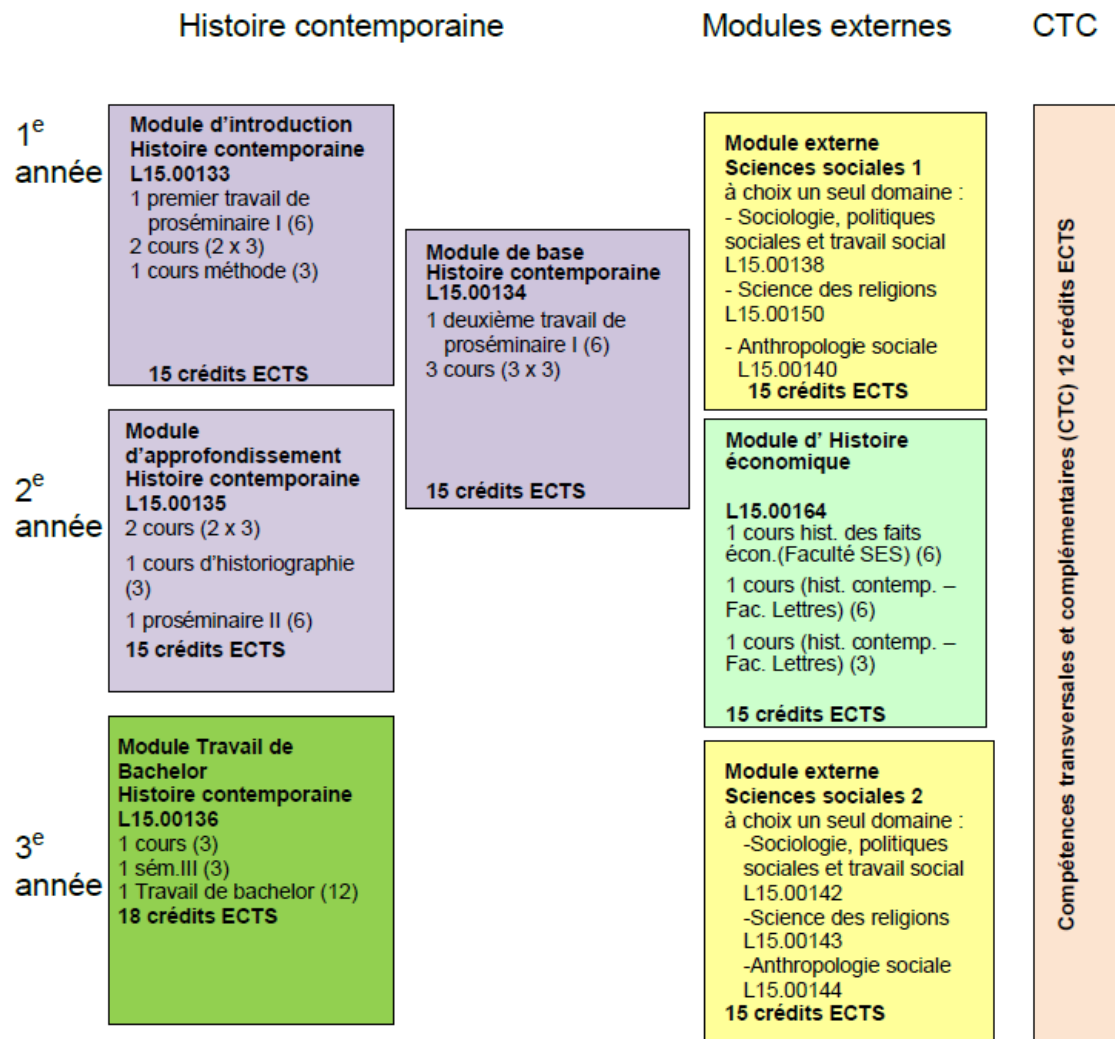 Histoire contemporaine
Modules externes
CTC
1e
année
Module d'introduction
Histoire contemporaine
L15.00133
1 premier travail de
proséminaire I (6)
2 cours (2 x 3)
1 cours méthode (3)
15 crédits ECTS
Module de base
Histoire contemporaine
L15.00134
1 deuxième travail de
proséminaire I (6)
3 cours (3 x 3)
15 crédits ECTS
Module externe
Sciences sociales 1
à choix un seul domaine :
- Sociologie, politiques
sociales et travail social
L15.00138
- Science des religions
L15.00150
- Anthropologie sociale
L15.00140
15 crédits ECTS
2e
année
Module
d'approfondissement
Histoire contemporaine
L15.00135
2 cours (2 x 3)
1 cours d'historiographie
(3)
1 proséminaire II (6)
15 crédits ECTS
Module d' Histoire
économique
L15.00164
1 cours hist. des faits
écon.(Faculté SES) (6)
1 cours (hist. contemp. –
Fac. Lettres) (6)
1 cours (hist. contemp. –
Fac. Lettres) (3)
15 crédits ECTS
3e
année
Module Travail de
Bachelor
Histoire contemporaine
L15.00136
1 cours (3)
1 sém.III (3)
1 Travail de bachelor (12)
18 crédits ECTS
Module externe
Sciences sociales 2
à choix un seul domaine :
-Sociologie, politiques
sociales et travail social
L15.00142
-Science des religions
L15.00143
-Anthropologie sociale
L15.00144
15 crédits ECTS
Compétences transversales et complémentaires (CTC) 12 crédits ECTS